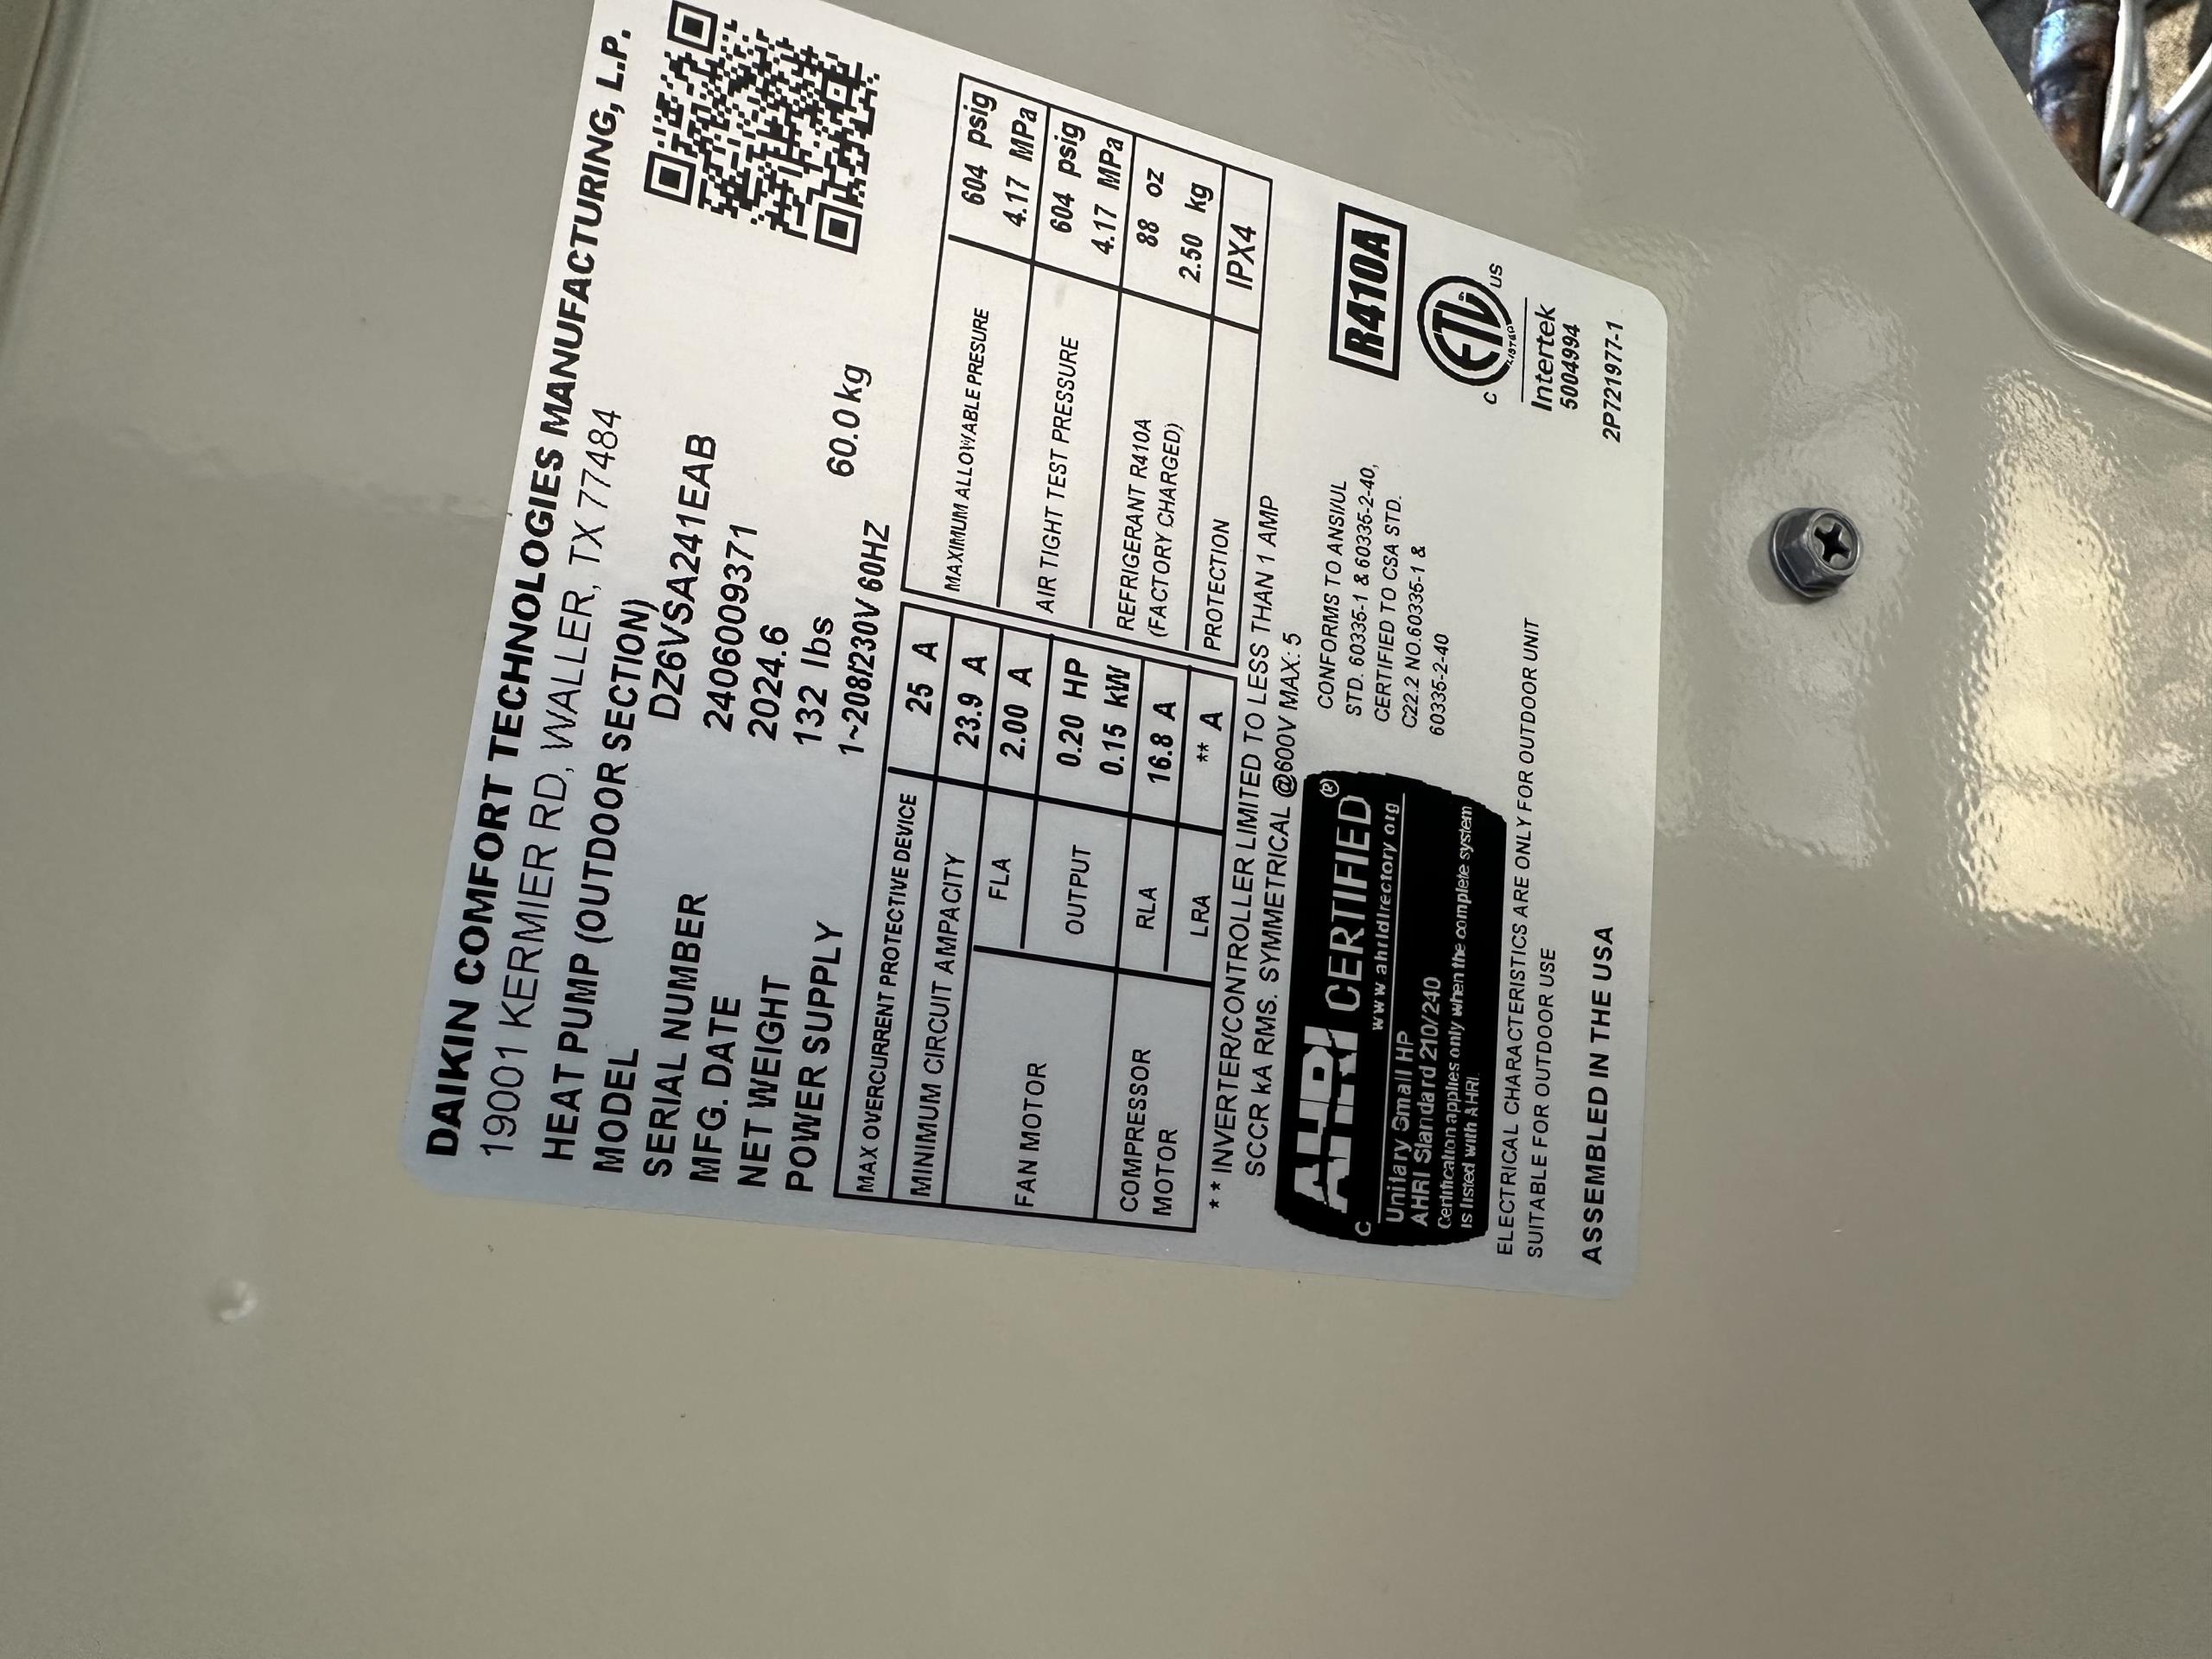 DAIKIN COMFORT TECHNOLOGIES MANUFACTURING, L.P.
19001 KERMIER RD, WALLER, TX 77484
HEAT PUMP (OUTDOOR SECTION)
MODEL DZ6VSA241EAB
SERIAL NUMBER 2406009371
MFG. DATE 2024.6
NET WEIGHT 132 lbs 60.0 kg
POWER SUPPLY 1~208/230V 60HZ
MAX OVERCURRENT PROTECTIVE DEVICE 25 A
MINIMUM CIRCUIT AMPACITY 23.9 A
FAN MOTOR FLA 2.00 A
OUTPUT 0.20 HP
0.15 kW
COMPRESSOR MOTOR RLA 16.8 A
LRA ** A
MAXIMUM ALLOWABLE PRESURE 604 psig
4.17 MPa
AIR TIGHT TEST PRESSURE 604 psig
4.17 MPa
REFRIGERANT R410A 88 oz
(FACTORY CHARGED) 2.50 kg
PROTECTION IPX4
** INVERTER/CONTROLLER LIMITED TO LESS THAN 1 AMP
SCCR kA RMS. SYMMETRICAL @600V MAX: 5
C AHRI CERTIFIED®
www.ahridirectory.org
Unitary Small HP
AHRI Standard 210/240
Certification applies only when the complete system
is listed with AHRI.
CONFORMS TO ANSI/UL
STD. 60335-1 & 60335-2-40,
CERTIFIED TO CSA STD.
C22.2 NO.60335-1 &
60335-2-40
R410A
C ETL US
LISTED
Intertek
5004994
ELECTRICAL CHARACTERISTICS ARE ONLY FOR OUTDOOR UNIT
SUITABLE FOR OUTDOOR USE
ASSEMBLED IN THE USA
2P721977-1